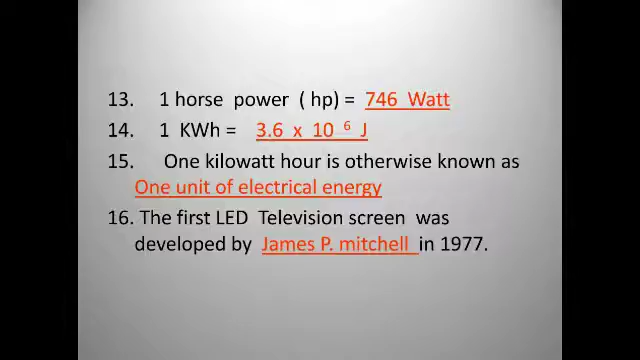 13. 1 horse power ( hp) = 746 Watt
14. 1 KWh = 3.6 x 10 ⁶ J
15. One kilowatt hour is otherwise known as
One unit of electrical energy
16. The first LED Television screen was
developed by James P. mitchell in 1977.